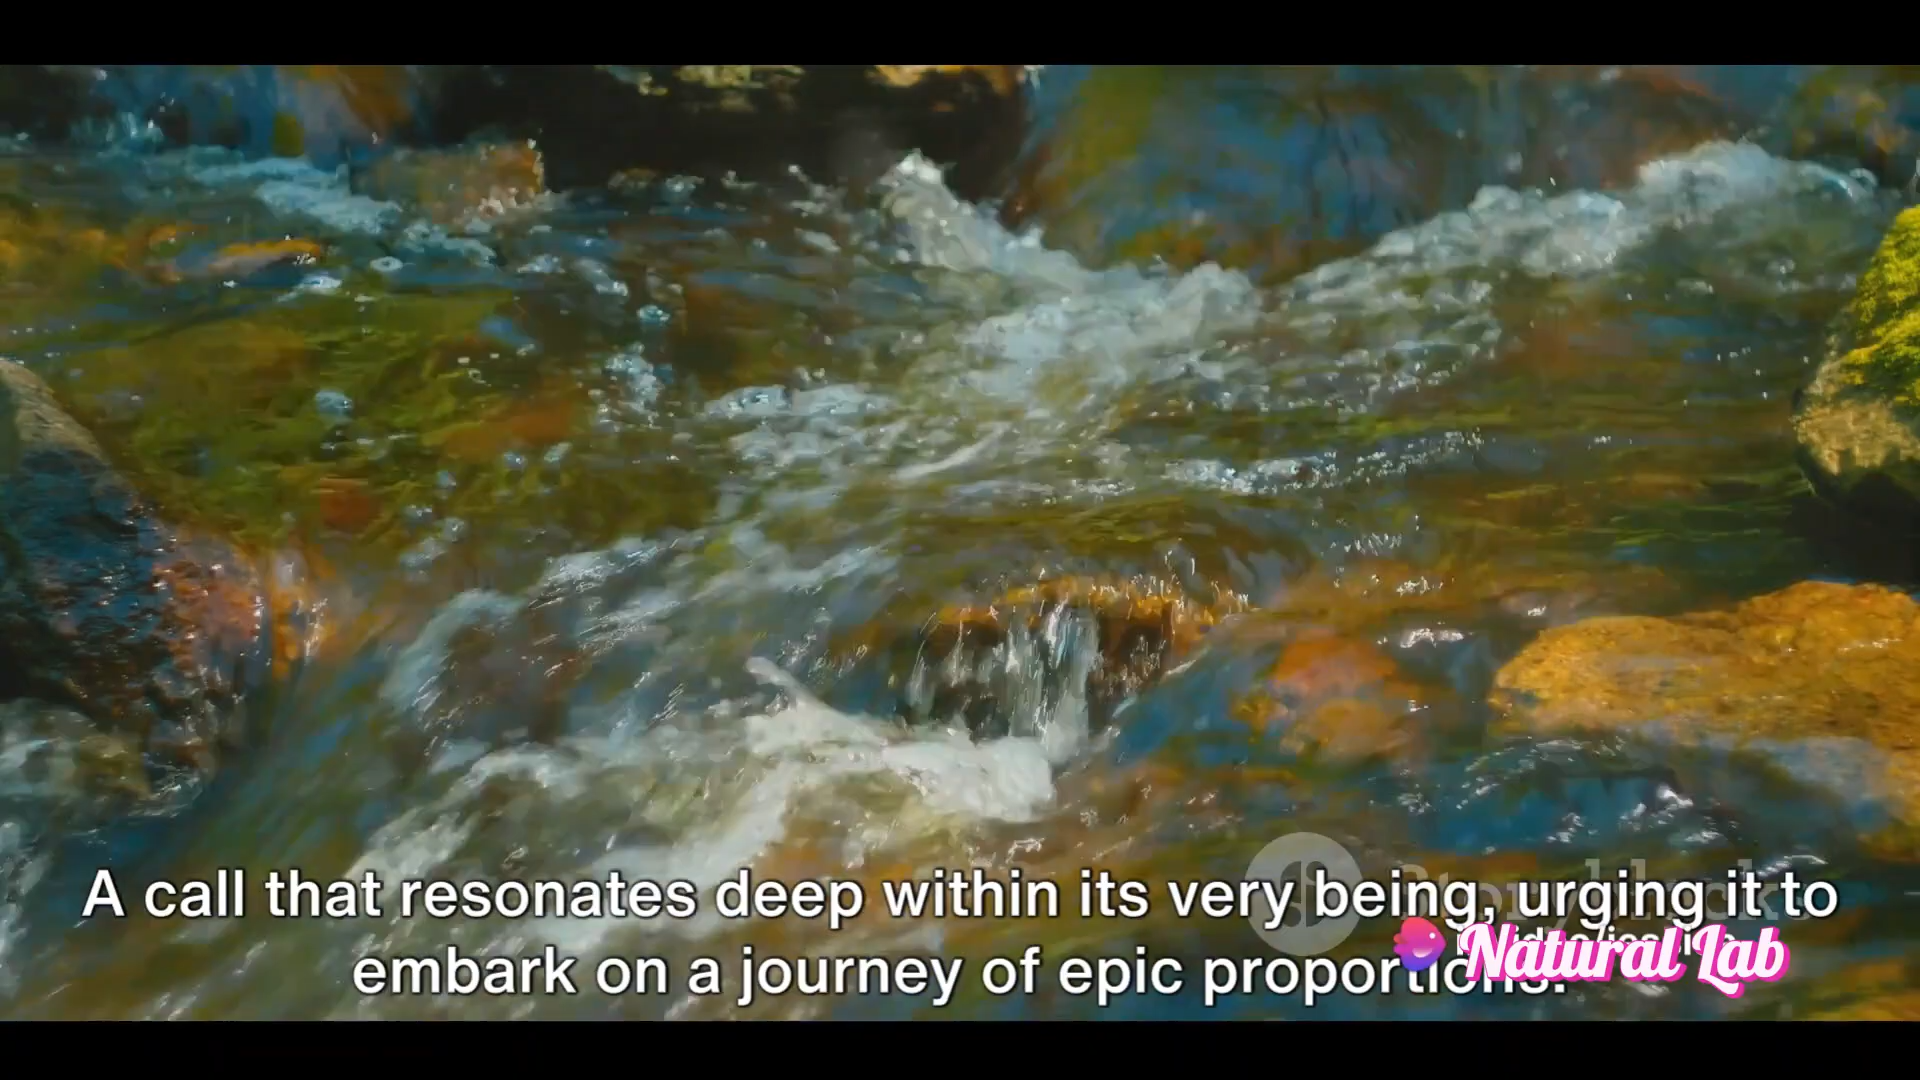 A call that resonates deep within its very being, urging it to
embark on a journey of epic proportions.
Natural Lab